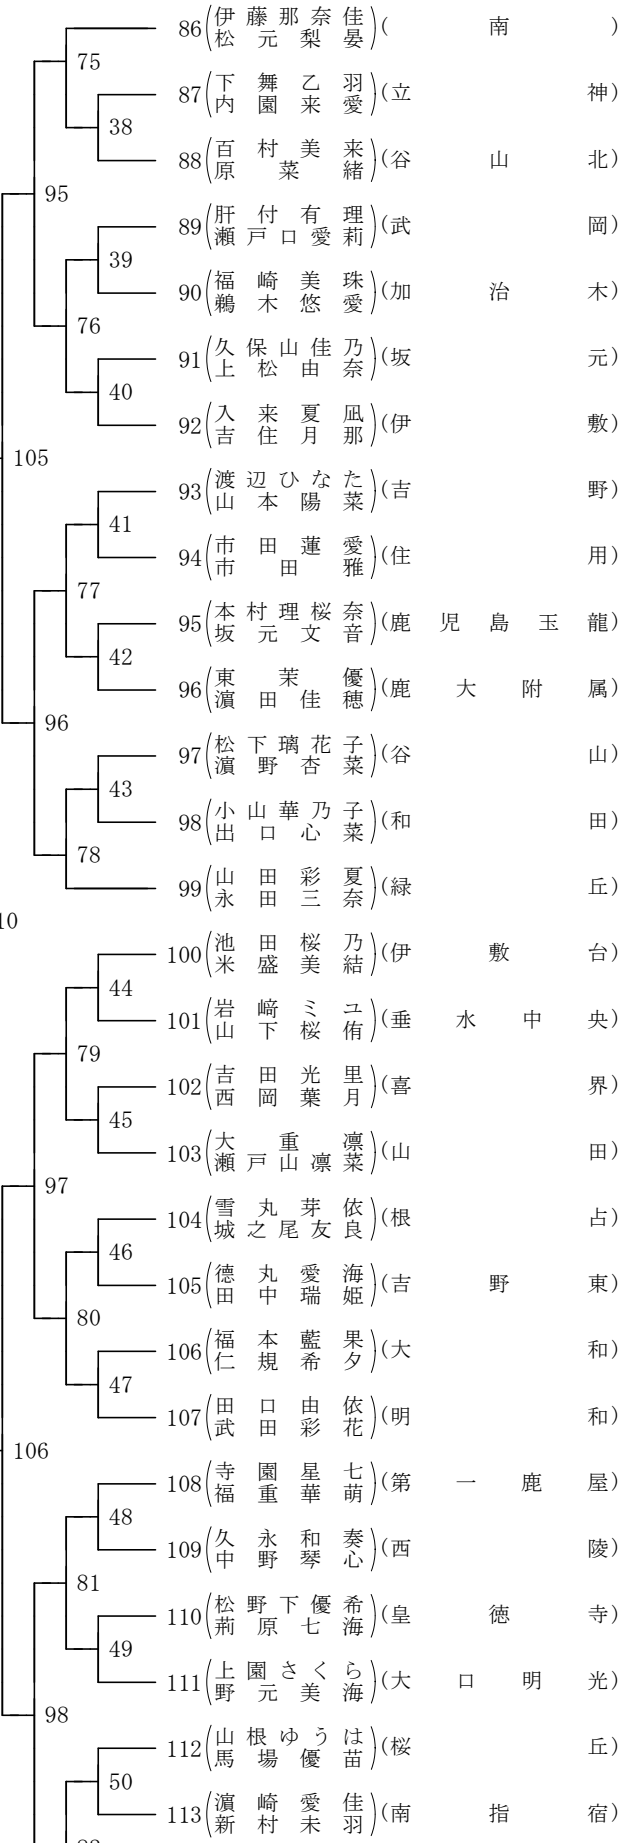 86 伊藤那奈佳 (南)
松元梨晏
75
87 下舞乙羽 (立神)
内園来愛
38
88 百村美来 (谷山北)
原菜緒
95
89 肝付有理 (武岡)
瀬戸口愛莉
39
90 福崎美珠 (加治木)
鵜木悠愛
76
91 久保山佳乃 (坂元)
上松由奈
40
92 入来夏凪 (伊敷)
吉住月那
105
93 渡辺ひなた (吉野)
山本陽菜
41
94 市田蓮愛 (住用)
市田雅
77
95 本村理桜奈 (鹿児島玉龍)
坂元文音
42
96 東茉優 (鹿大附属)
濵田佳穂
96
97 松下璃花子 (谷山)
濵野杏菜
43
98 小山華乃子 (和田)
出口心菜
78
99 山田彩夏 (緑丘)
永田三奈
10
100 池田桜乃 (伊敷台)
米盛美結
44
101 岩﨑ミユ (垂水中央)
山下桜侑
79
102 吉田光里 (喜界)
西岡葉月
45
103 大重凛 (山田)
瀬戸山凛菜
97
104 雪丸芽依 (根占)
城之尾友良
46
105 德丸愛海 (吉野東)
田中瑞姫
80
106 福本藍果 (大和)
仁規希夕
47
107 田口由依 (明和)
武田彩花
106
108 寺園星七 (第一鹿屋)
福重華萌
48
109 久永和奏 (西陵)
中野琴心
81
110 松野下優希 (皇徳寺)
荊原七海
49
111 上園さくら (大口明光)
野元美海
98
112 山根ゆうは (桜丘)
馬場優苗
50
113 濵崎愛佳 (南指宿)
新村未羽